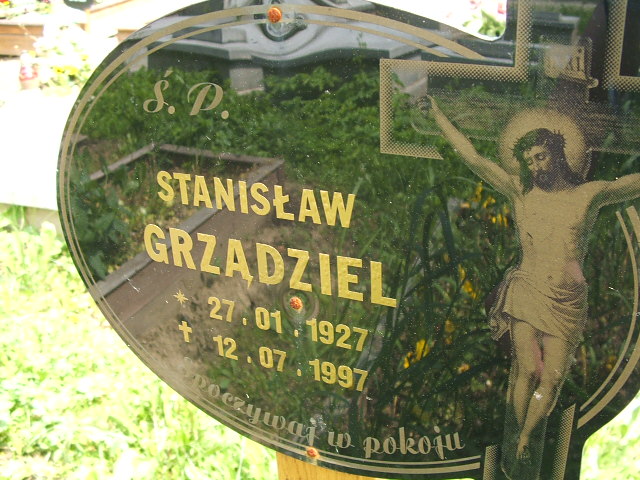 Ś. P.
STANISŁAW
GRZĄDZIEL
* 27.01.1927
✝ 12.07.1997
Spoczywaj w pokoju